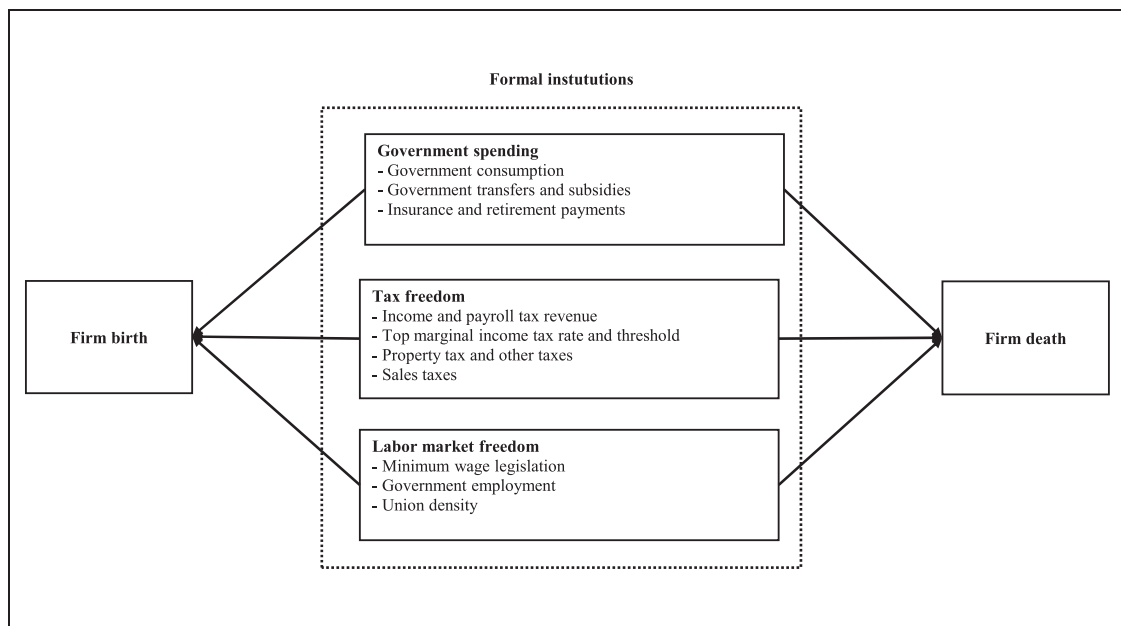 Formal instututions
Government spending
- Government consumption
- Government transfers and subsidies
- Insurance and retirement payments
Firm birth
Tax freedom
- Income and payroll tax revenue
- Top marginal income tax rate and threshold
- Property tax and other taxes
- Sales taxes
Firm death
Labor market freedom
- Minimum wage legislation
- Government employment
- Union density